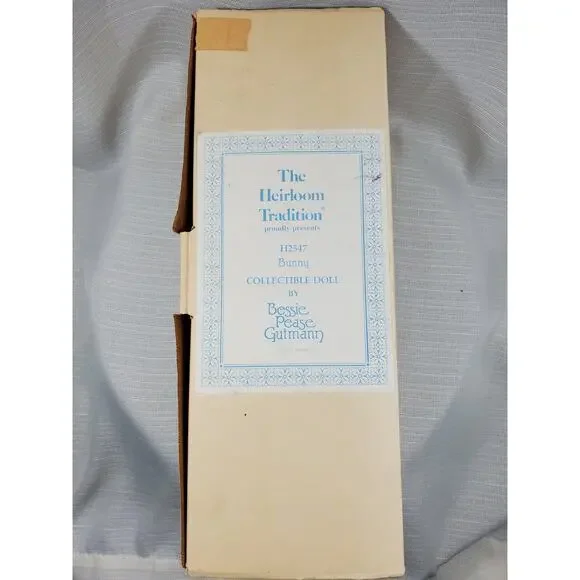 The
Heirloom
Tradition®
proudly presents
H2547
Bunny
COLLECTIBLE DOLL
BY
Bessie
Pease
Gutmann